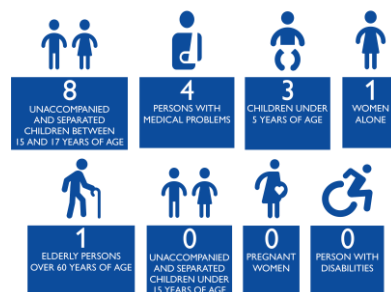 8
UNACCOMPANIED
AND SEPARATED
CHILDREN BETWEEN
15 AND 17 YEARS OF AGE
4
PERSONS WITH
MEDICAL PROBLEMS
3
CHILDREN UNDER
5 YEARS OF AGE
1
WOMEN
ALONE
1
ELDERLY PERSONS
OVER 60 YEARS OF AGE
0
UNACCOMPANIED
AND SEPARATED
CHILDREN UNDER
15 YEARS OF AGE
0
PREGNANT
WOMEN
0
PERSON WITH
DISABILITIES